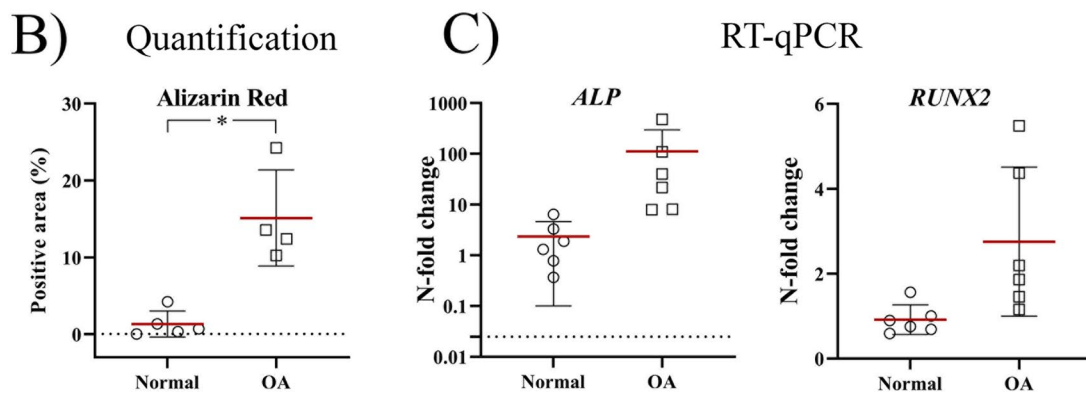 B) Quantification
Alizarin Red
*
Positive area (%)
30
20
10
0
Normal
OA
C) RT-qPCR
ALP
N-fold change
1000
100
10
1
0.1
0.01
Normal
OA
RUNX2
N-fold change
6
4
2
0
Normal
OA